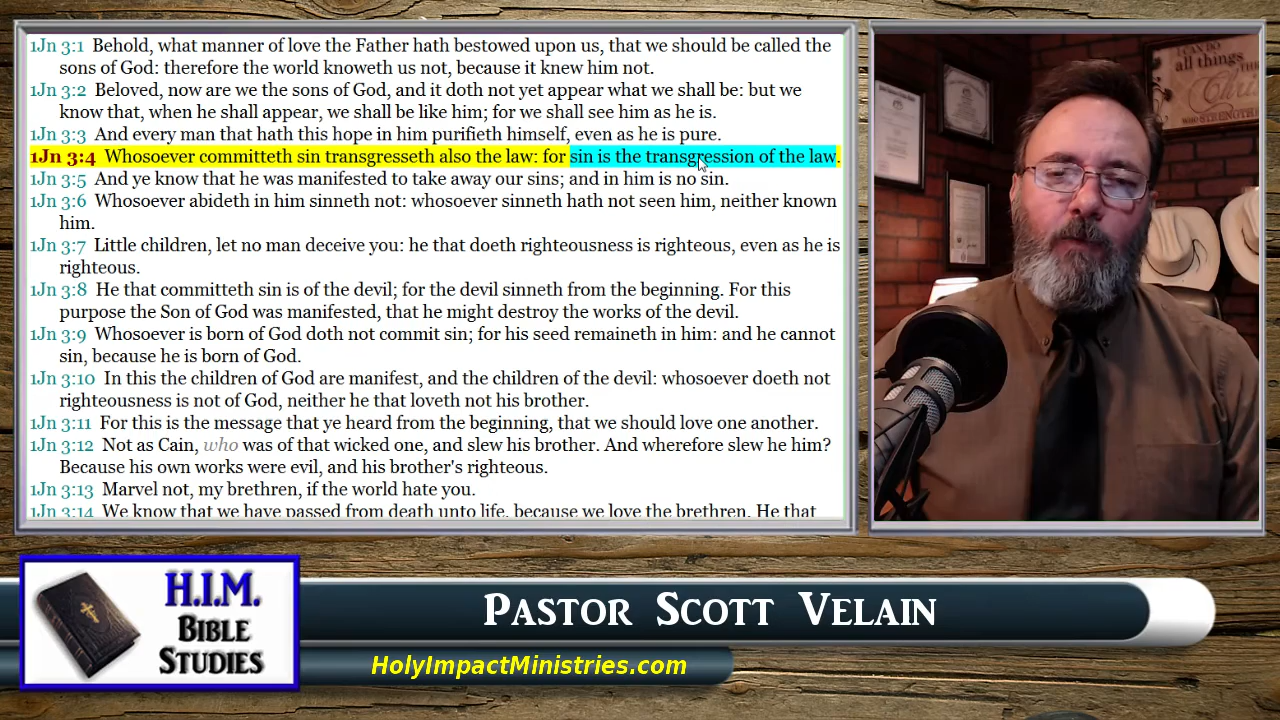 1Jn 3:1 Behold, what manner of love the Father hath bestowed upon us, that we should be called the
sons of God: therefore the world knoweth us not, because it knew him not.
1Jn 3:2 Beloved, now are we the sons of God, and it doth not yet appear what we shall be: but we
know that, when he shall appear, we shall be like him; for we shall see him as he is.
1Jn 3:3 And every man that hath this hope in him purifieth himself, even as he is pure.
1Jn 3:4 Whosoever committeth sin transgresseth also the law: for sin is the transgression of the law.
1Jn 3:5 And ye know that he was manifested to take away our sins; and in him is no sin.
1Jn 3:6 Whosoever abideth in him sinneth not: whosoever sinneth hath not seen him, neither known
him.
1Jn 3:7 Little children, let no man deceive you: he that doeth righteousness is righteous, even as he is
righteous.
1Jn 3:8 He that committeth sin is of the devil; for the devil sinneth from the beginning. For this
purpose the Son of God was manifested, that he might destroy the works of the devil.
1Jn 3:9 Whosoever is born of God doth not commit sin; for his seed remaineth in him: and he cannot
sin, because he is born of God.
1Jn 3:10 In this the children of God are manifest, and the children of the devil: whosoever doeth not
righteousness is not of God, neither he that loveth not his brother.
1Jn 3:11 For this is the message that ye heard from the beginning, that we should love one another.
1Jn 3:12 Not as Cain, who was of that wicked one, and slew his brother. And wherefore slew he him?
Because his own works were evil, and his brother's righteous.
1Jn 3:13 Marvel not, my brethren, if the world hate you.
1Jn 3:14 We know that we have passed from death unto life, because we love the brethren. He that
I CAN DO
all things
Christ
STRENGTH
H.I.M.
BIBLE
STUDIES
PASTOR SCOTT VELAIN
HolyImpactMinistries.com